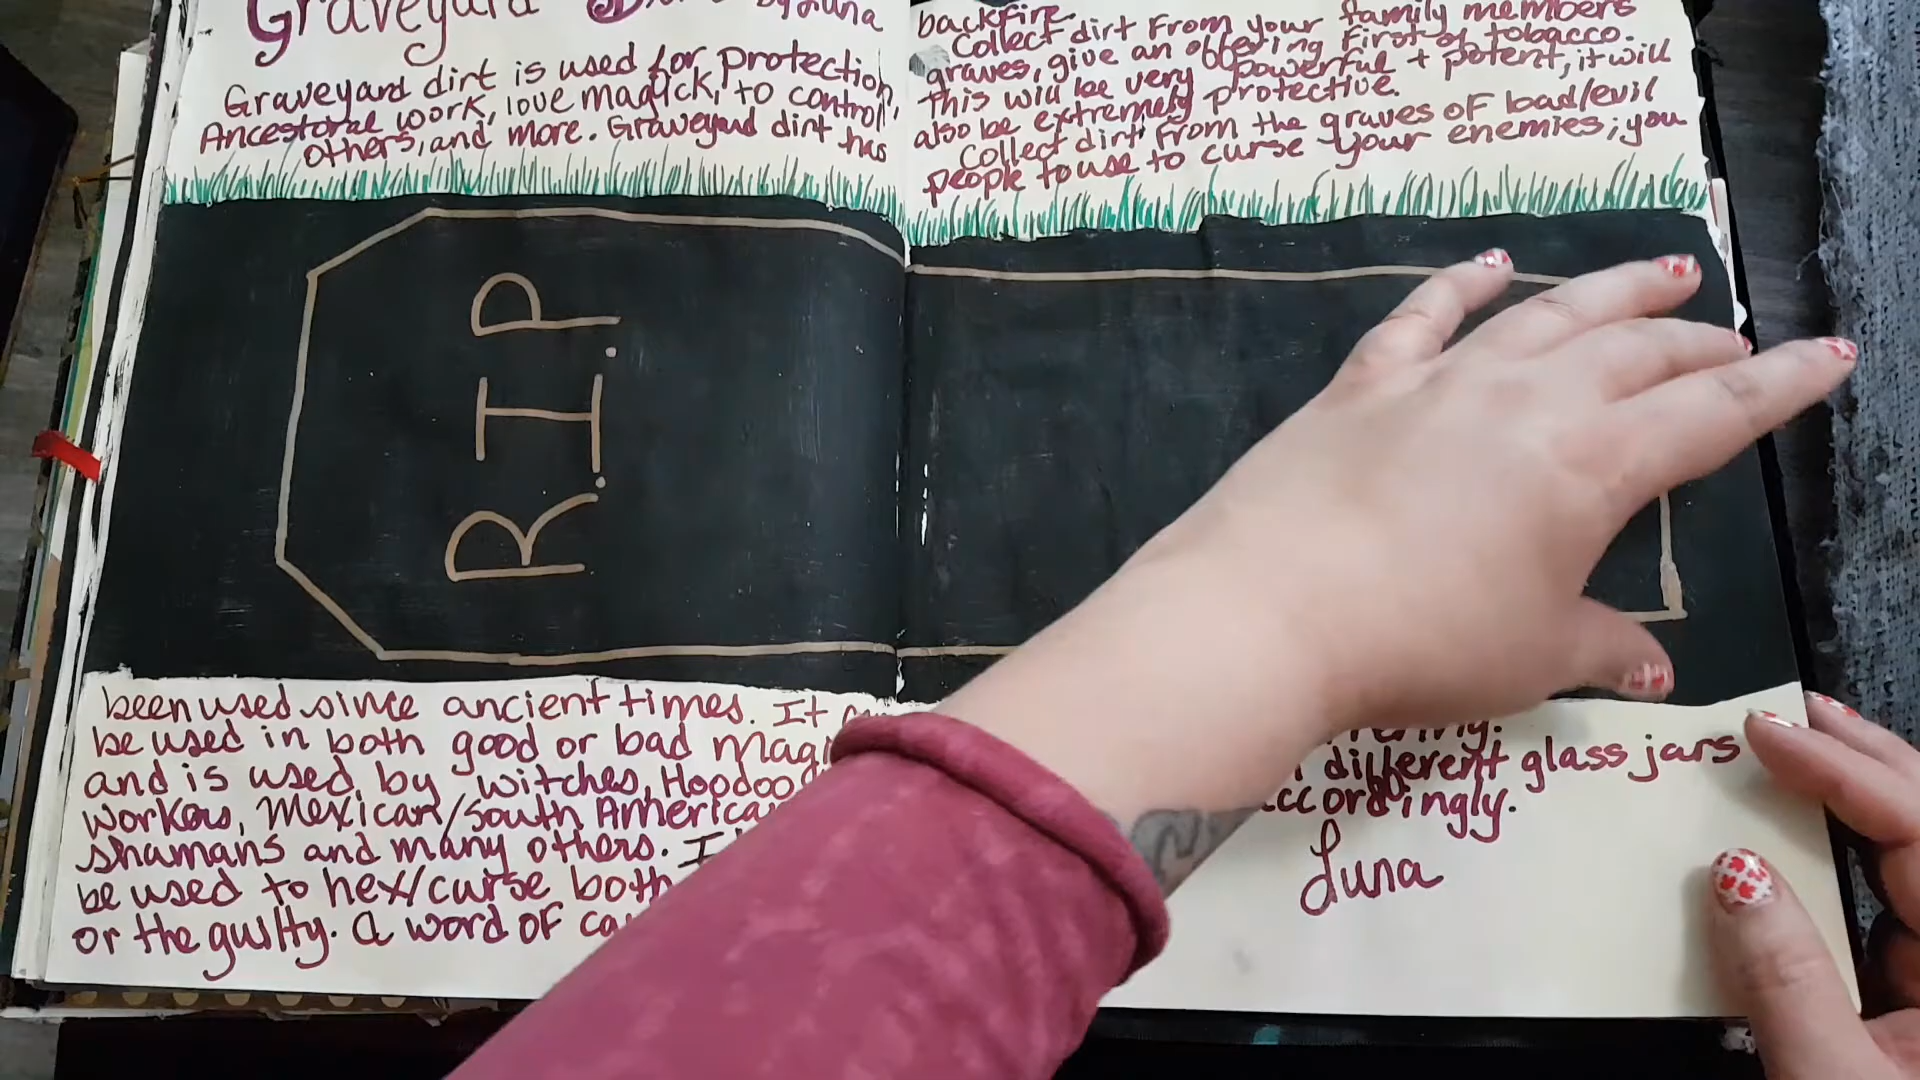 Graveyard
by Luna
Graveyard dirt is used for protection,
Ancestoral work, love magick, to control
others, and more. Graveyard dirt has
R.I.P
been used since ancient times. It
be used in both good or bad
and is used by witches, Hoodoo
workers, Mexican/South American
shamans and many others.
be used to hex/curse both
or the guilty. A word of
backfire.
Collect dirt from your family members
graves, give an offering first of tobacco.
This will be very powerful + potent, it will
also be extremely protective.
Collect dirt from the graves of bad/evil
people to use to curse your enemies; you
different glass jars
accordingly.
Luna